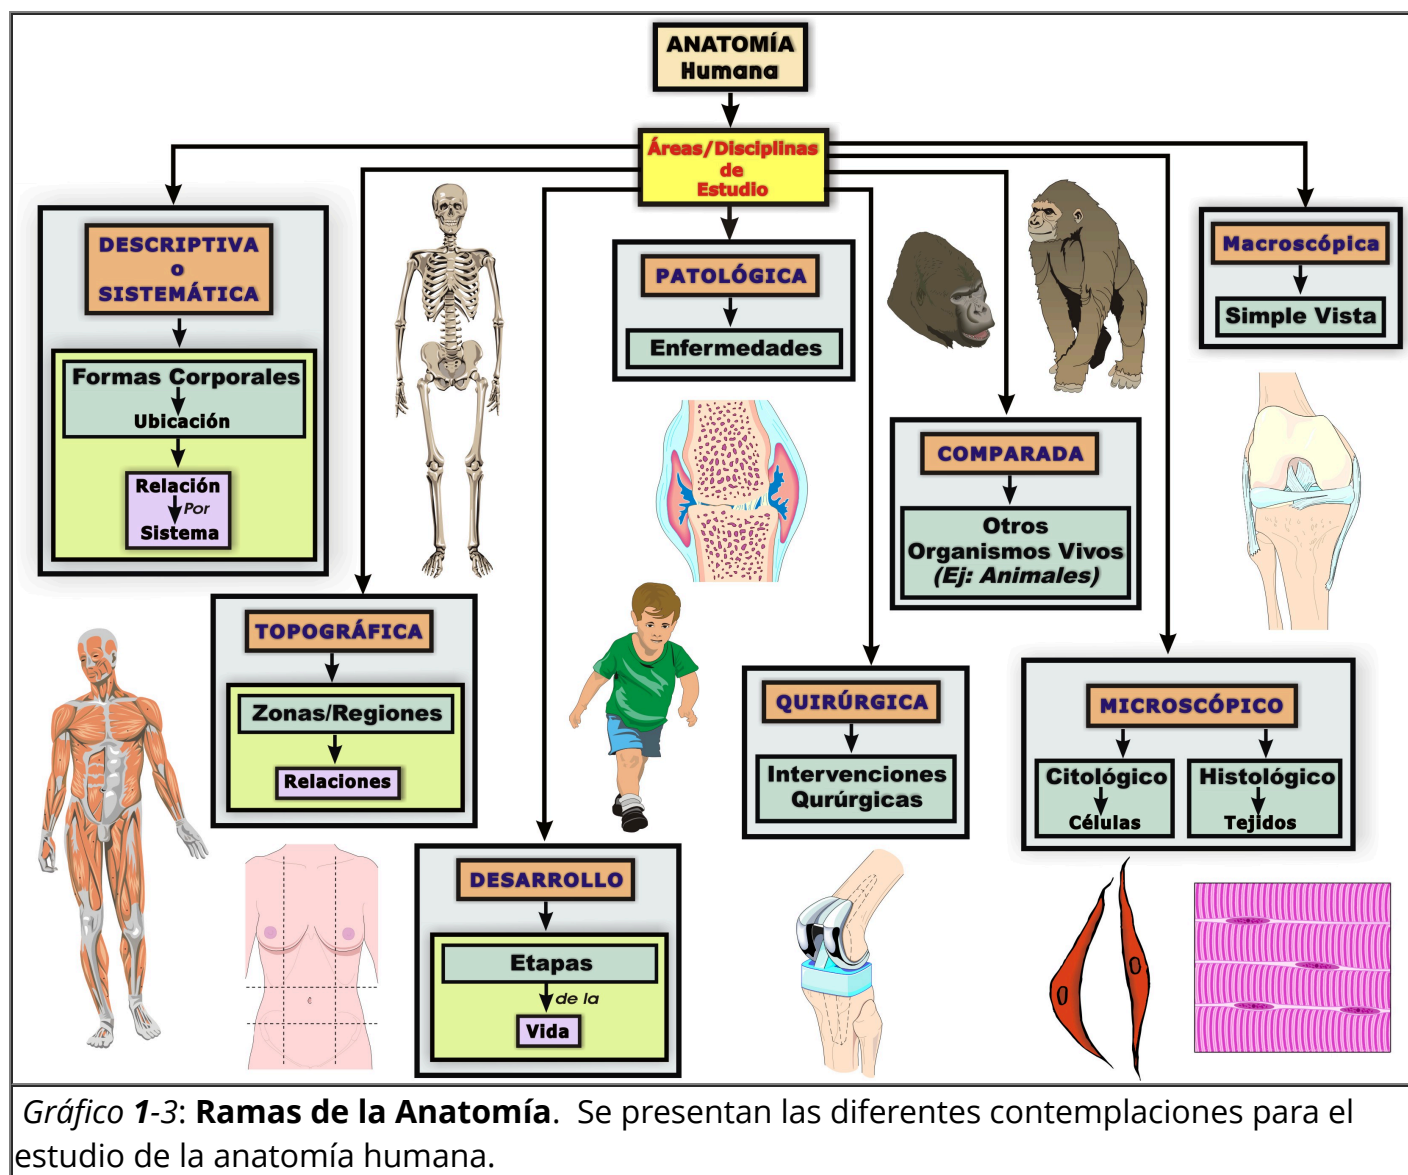 ANATOMÍA
Humana
Áreas/Disciplinas
de
Estudio
DESCRIPTIVA
o
SISTEMÁTICA
Formas Corporales
Ubicación
Relación
Por
Sistema
TOPOGRÁFICA
Zonas/Regiones
Relaciones
DESARROLLO
Etapas
de la
Vida
PATOLÓGICA
Enfermedades
QUIRÚRGICA
Intervenciones
Qurúrgicas
COMPARADA
Otros
Organismos Vivos
(Ej: Animales)
MICROSCÓPICO
Citológico
Células
Histológico
Tejidos
Macroscópica
Simple Vista
Gráfico 1-3: Ramas de la Anatomía. Se presentan las diferentes contemplaciones para el
estudio de la anatomía humana.